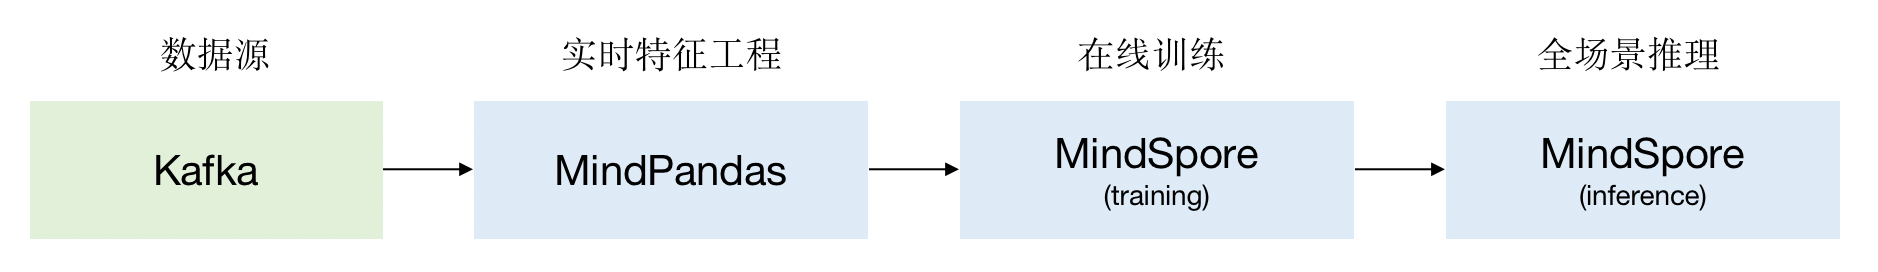 数据源
实时特征工程
在线训练
全场景推理
Kafka
MindPandas
MindSpore
(training)
MindSpore
(inference)